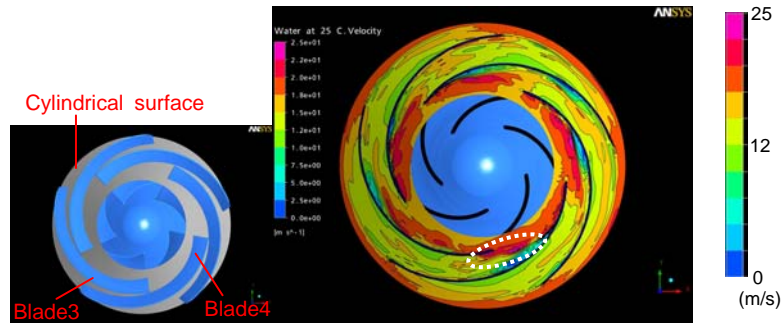 ANSYS
Water at 25 C.Velocity
2.5e+01
2.2e+01
2.0e+01
1.8e+01
1.5e+01
1.2e+01
1.0e+01
7.5e+00
5.0e+00
2.5e+00
0.0e+00
[m s^-1]
Cylindrical surface
ANSYS
Blade3
Blade4
25
12
0
(m/s)